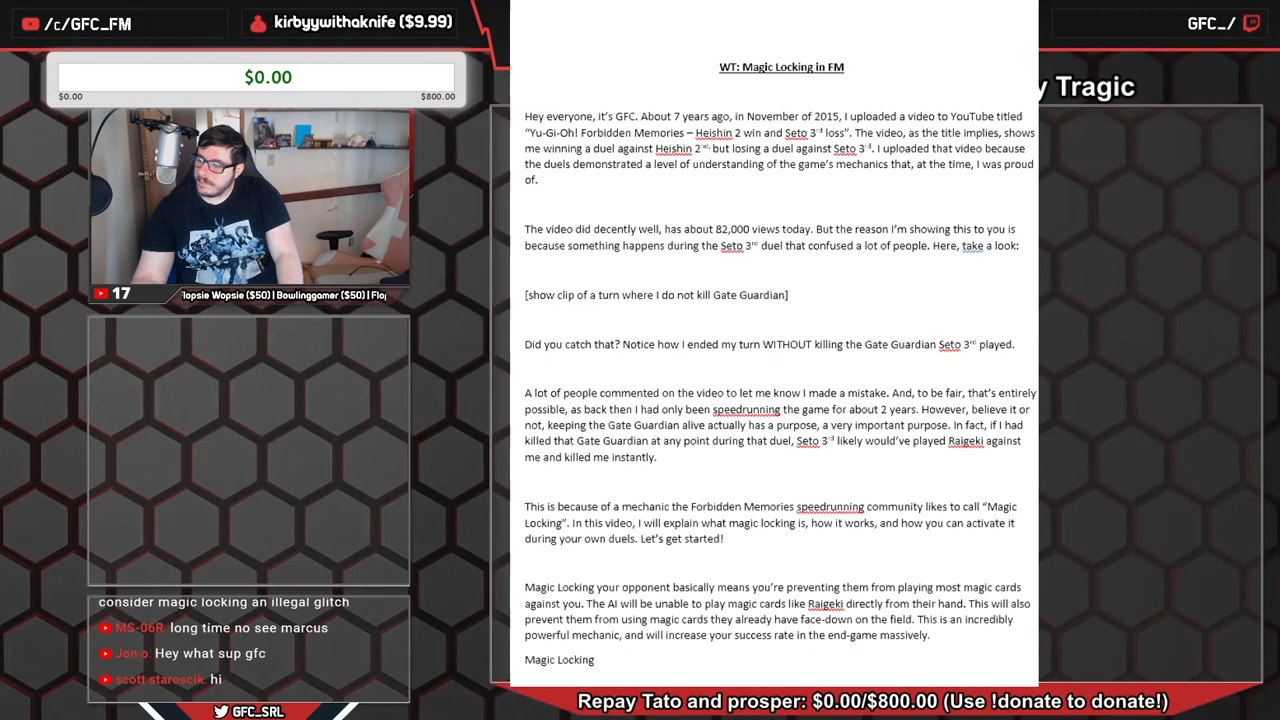 /c/GFC_FM
kirbyywithaknife ($9.99)
GFC_/
$0.00
$0.00
$800.00
y Tragic
17
lopsie Wopsie ($50) | Bowlinggamer ($50) | Flop
consider magic locking an illegal glitch
MS-06R: long time no see marcus
Jon o: Hey what sup gfc
scott staroscik: hi
GFC_SRL
WT: Magic Locking in FM
Hey everyone, it's GFC. About 7 years ago, in November of 2015, I uploaded a video to YouTube titled
“Yu-Gi-Oh! Forbidden Memories – Heishin 2 win and Seto 3rd loss”. The video, as the title implies, shows
me winning a duel against Heishin 2nd, but losing a duel against Seto 3rd. I uploaded that video because
the duels demonstrated a level of understanding of the game's mechanics that, at the time, I was proud
of.
The video did decently well, has about 82,000 views today. But the reason I'm showing this to you is
because something happens during the Seto 3rd duel that confused a lot of people. Here, take a look:
[show clip of a turn where I do not kill Gate Guardian]
Did you catch that? Notice how I ended my turn WITHOUT killing the Gate Guardian Seto 3rd played.
A lot of people commented on the video to let me know I made a mistake. And, to be fair, that's entirely
possible, as back then I had only been speedrunning the game for about 2 years. However, believe it or
not, keeping the Gate Guardian alive actually has a purpose, a very important purpose. In fact, if I had
killed that Gate Guardian at any point during that duel, Seto 3rd likely would've played Raigeki against
me and killed me instantly.
This is because of a mechanic the Forbidden Memories speedrunning community likes to call “Magic
Locking”. In this video, I will explain what magic locking is, how it works, and how you can activate it
during your own duels. Let's get started!
Magic Locking your opponent basically means you're preventing them from playing most magic cards
against you. The AI will be unable to play magic cards like Raigeki directly from their hand. This will also
prevent them from using magic cards they already have face-down on the field. This is an incredibly
powerful mechanic, and will increase your success rate in the end-game massively.
Magic Locking
Repay Tato and prosper: $0.00/$800.00 (Use !donate to donate!)